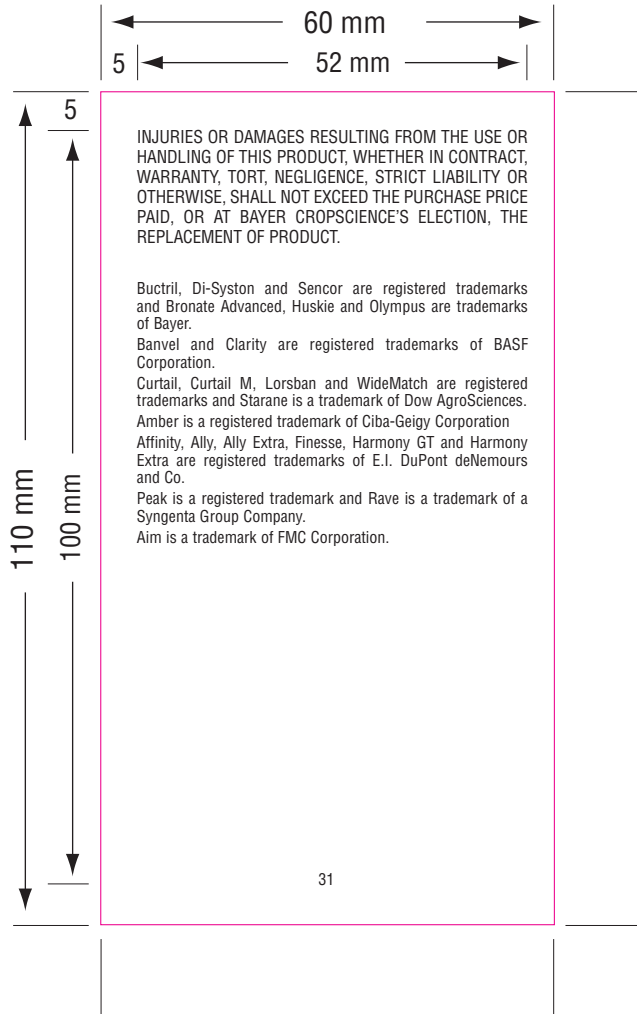 60 mm
5 52 mm
5
INJURIES OR DAMAGES RESULTING FROM THE USE OR
HANDLING OF THIS PRODUCT, WHETHER IN CONTRACT,
WARRANTY, TORT, NEGLIGENCE, STRICT LIABILITY OR
OTHERWISE, SHALL NOT EXCEED THE PURCHASE PRICE
PAID, OR AT BAYER CROPSCIENCE'S ELECTION, THE
REPLACEMENT OF PRODUCT.
Buctril, Di-Syston and Sencor are registered trademarks
and Bronate Advanced, Huskie and Olympus are trademarks
of Bayer.
Banvel and Clarity are registered trademarks of BASF
Corporation.
Curtail, Curtail M, Lorsban and WideMatch are registered
trademarks and Starane is a trademark of Dow AgroSciences.
Amber is a registered trademark of Ciba-Geigy Corporation
Affinity, Ally, Ally Extra, Finesse, Harmony GT and Harmony
Extra are registered trademarks of E.I. DuPont deNemours
and Co.
Peak is a registered trademark and Rave is a trademark of a
Syngenta Group Company.
Aim is a trademark of FMC Corporation.
110 mm
100 mm
31